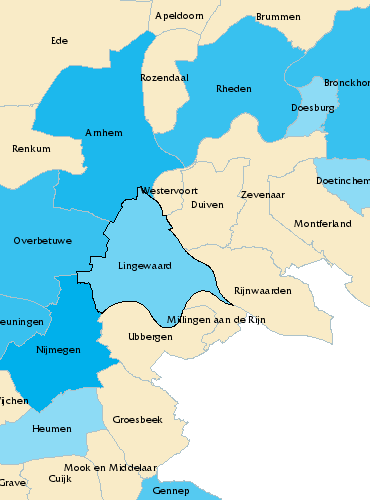 Apeldoorn
Brummen
Ede
Rozendaal
Rheden
Bronckhor
Doesburg
Arnhem
Renkum
Doetinchem
Westervoort
Duiven
Zevenaar
Montferland
Overbetuwe
Lingewaard
Rijnwaarden
Millingen aan de Rijn
euningen
Ubbergen
Nijmegen
ijchen
Groesbeek
Heumen
Mook en Middelaar
Cuijk
Grave
Gennep